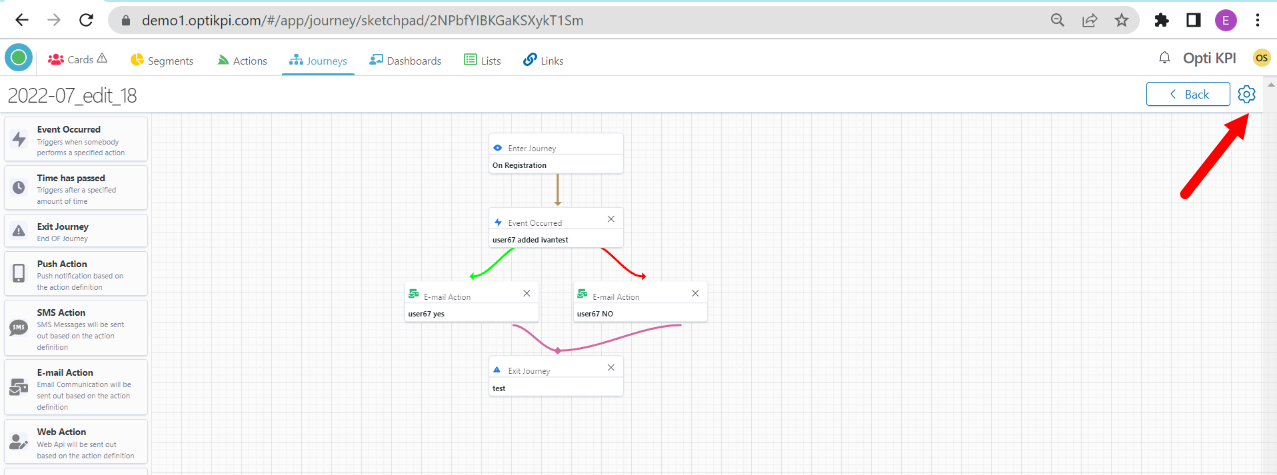 demo1.optikpi.com/#/app/journey/sketchpad/2NPbfYIBKGaKSXykT1Sm
E
Cards
Segments
Actions
Journeys
Dashboards
Lists
Links
Opti KPI
OS
2022-07_edit_18
Back
Event Occurred
Triggers when somebody
performs a specified action
Time has passed
Triggers after a specified
amount of time
Exit Journey
End OF Journey
Push Action
Push notification based on
the action definition
SMS
SMS Action
SMS Messages will be sent
out based on the action
definition
E-mail Action
Email Communication will be
sent out based on the action
definition
Web Action
Web Api will be sent out
based on the action definition
Enter Journey
On Registration
Event Occurred
user67 added ivantest
E-mail Action
user67 yes
E-mail Action
user67 NO
Exit Journey
test